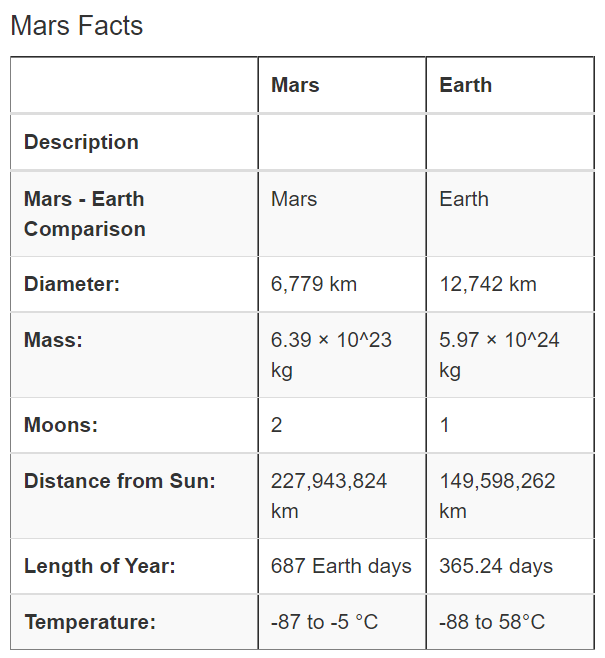 Mars Facts
Mars Earth
Description
Mars - Earth Mars Earth
Comparison
Diameter: 6,779 km 12,742 km
Mass: 6.39 × 10^23 5.97 × 10^24
kg kg
Moons: 2 1
Distance from Sun: 227,943,824 149,598,262
km km
Length of Year: 687 Earth days 365.24 days
Temperature: -87 to -5 °C -88 to 58°C